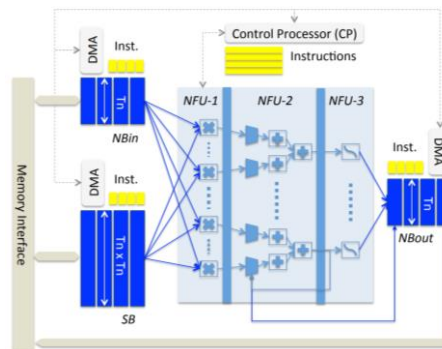 Control Processor (CP)
DMA
Inst.
Instructions
Tn
NBin
NFU-1
NFU-2
NFU-3
Memory Interface
DMA
Inst.
Tn x Tn
SB
Inst.
DMA
Tn
NBout